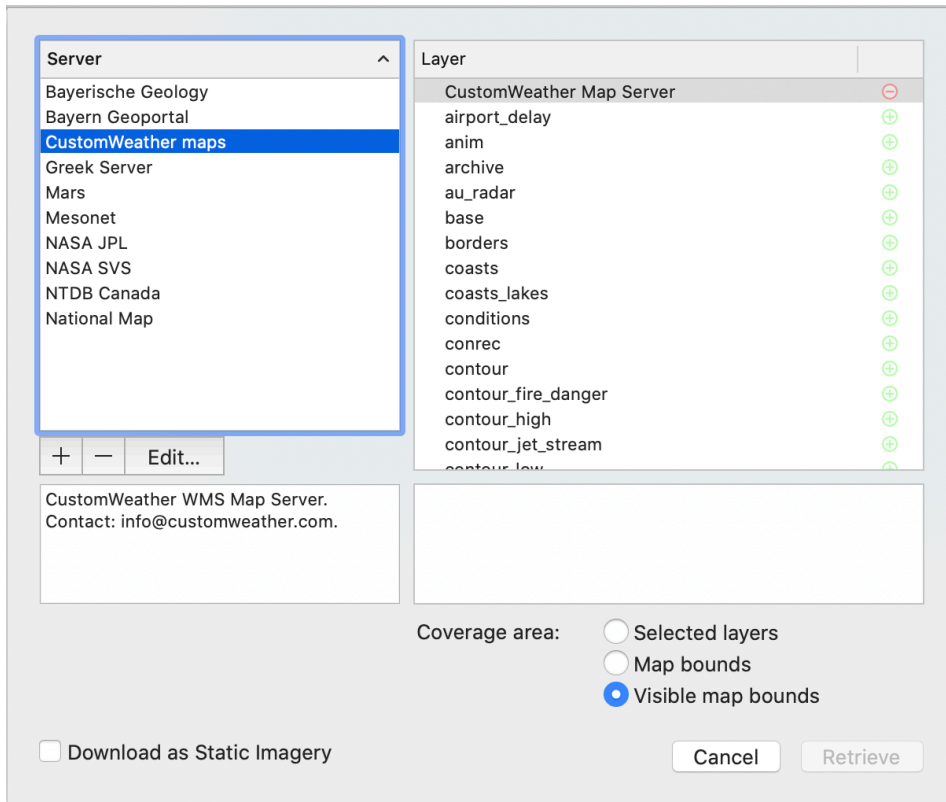 Server
Bayerische Geology
Bayern Geoportal
CustomWeather maps
Greek Server
Mars
Mesonet
NASA JPL
NASA SVS
NTDB Canada
National Map
Edit...
CustomWeather WMS Map Server.
Contact: info@customweather.com.
Layer
CustomWeather Map Server
airport_delay
anim
archive
au_radar
base
borders
coasts
coasts_lakes
conditions
conrec
contour
contour_fire_danger
contour_high
contour_jet_stream
contour_low
Coverage area:
Selected layers
Map bounds
Visible map bounds
Download as Static Imagery
Cancel
Retrieve